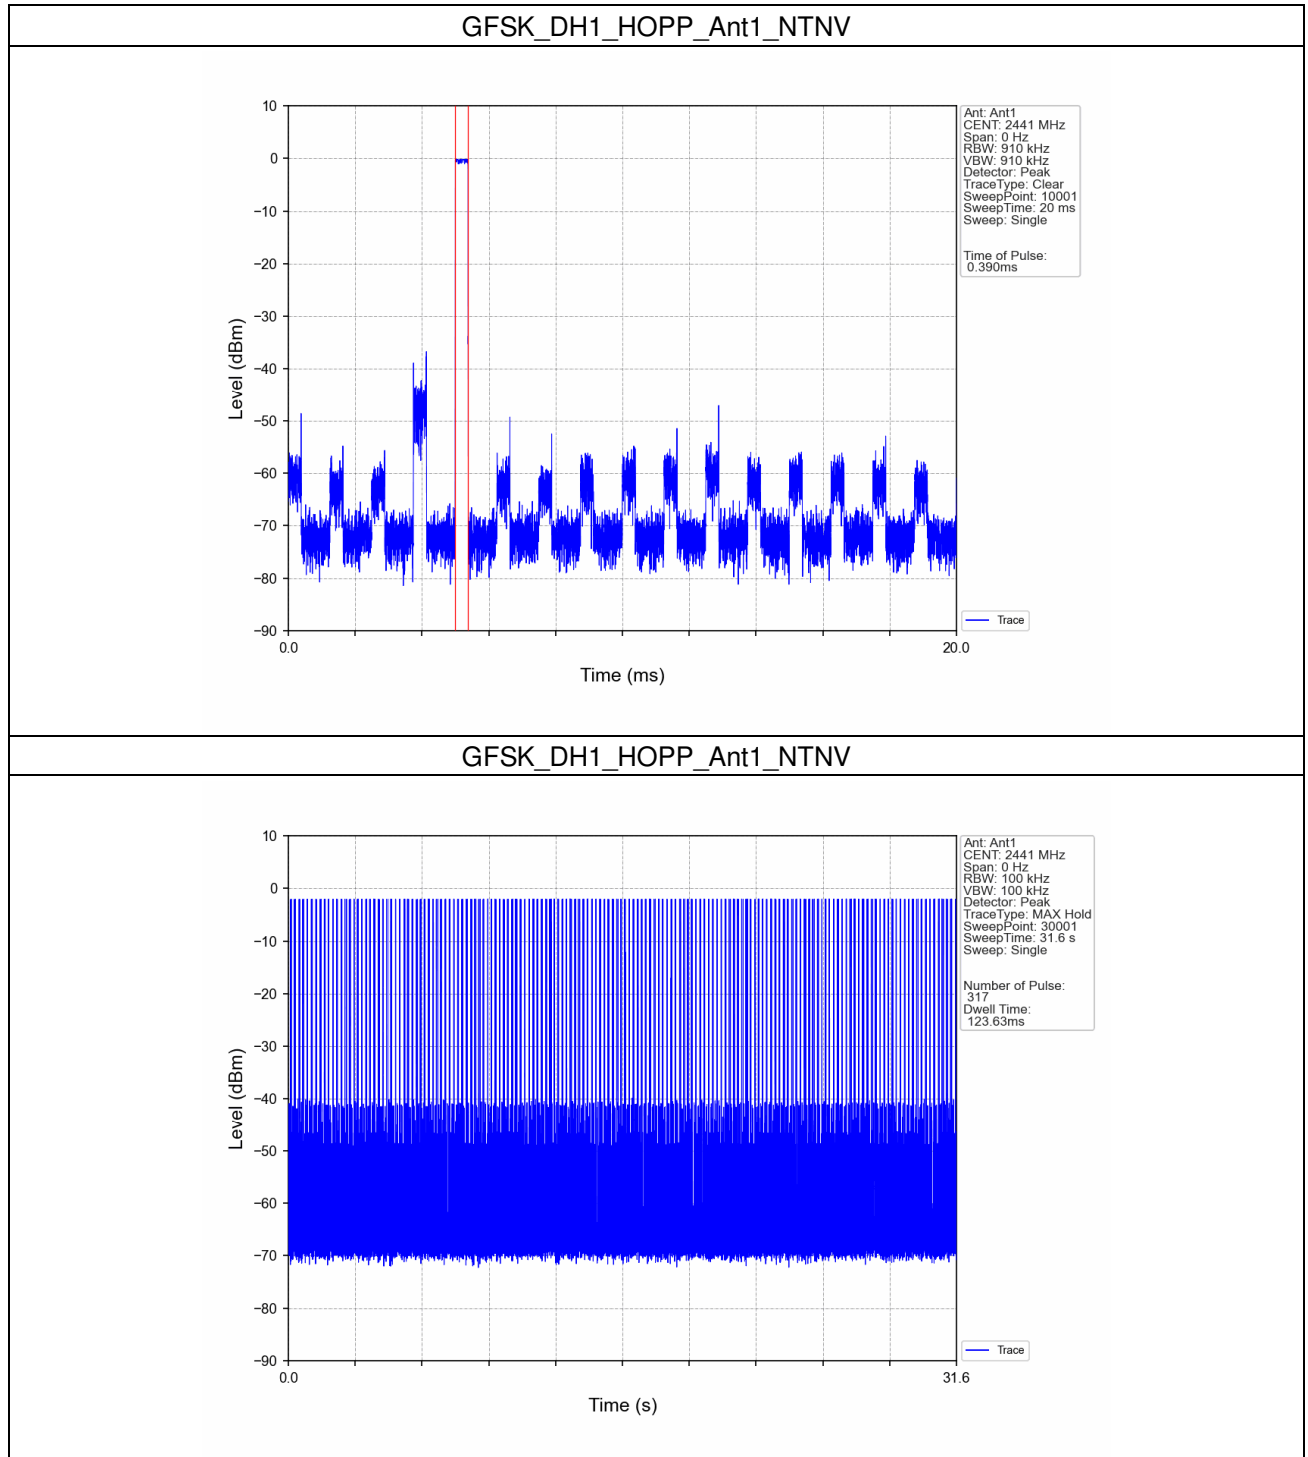 GFSK_DH1_HOPP_Ant1_NTNV
10
0
−10
−20
−30
−40
−50
−60
−70
−80
−90
Level (dBm)
0.0
20.0
Time (ms)
Ant: Ant1
CENT: 2441 MHz
Span: 0 Hz
RBW: 910 kHz
VBW: 910 kHz
Detector: Peak
TraceType: Clear
SweepPoint: 10001
SweepTime: 20 ms
Sweep: Single
Time of Pulse:
0.390ms
Trace
GFSK_DH1_HOPP_Ant1_NTNV
10
0
−10
−20
−30
−40
−50
−60
−70
−80
−90
Level (dBm)
0.0
31.6
Time (s)
Ant: Ant1
CENT: 2441 MHz
Span: 0 Hz
RBW: 100 kHz
VBW: 100 kHz
Detector: Peak
TraceType: MAX Hold
SweepPoint: 30001
SweepTime: 31.6 s
Sweep: Single
Number of Pulse:
317
Dwell Time:
123.63ms
Trace